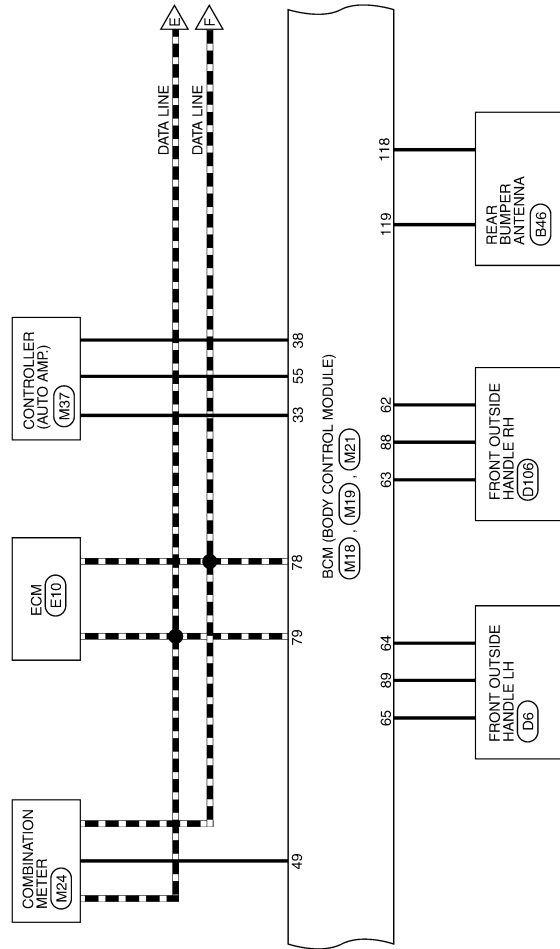 E
F
DATA LINE
DATA LINE
CONTROLLER
(AUTO AMP.)
M37
ECM
E10
COMBINATION
METER
M24
38
55
33
78
79
49
BCM (BODY CONTROL MODULE)
M18 , M19 , M21
118
119
62
88
63
64
89
65
REAR
BUMPER
ANTENNA
B46
FRONT OUTSIDE
HANDLE RH
D106
FRONT OUTSIDE
HANDLE LH
D6